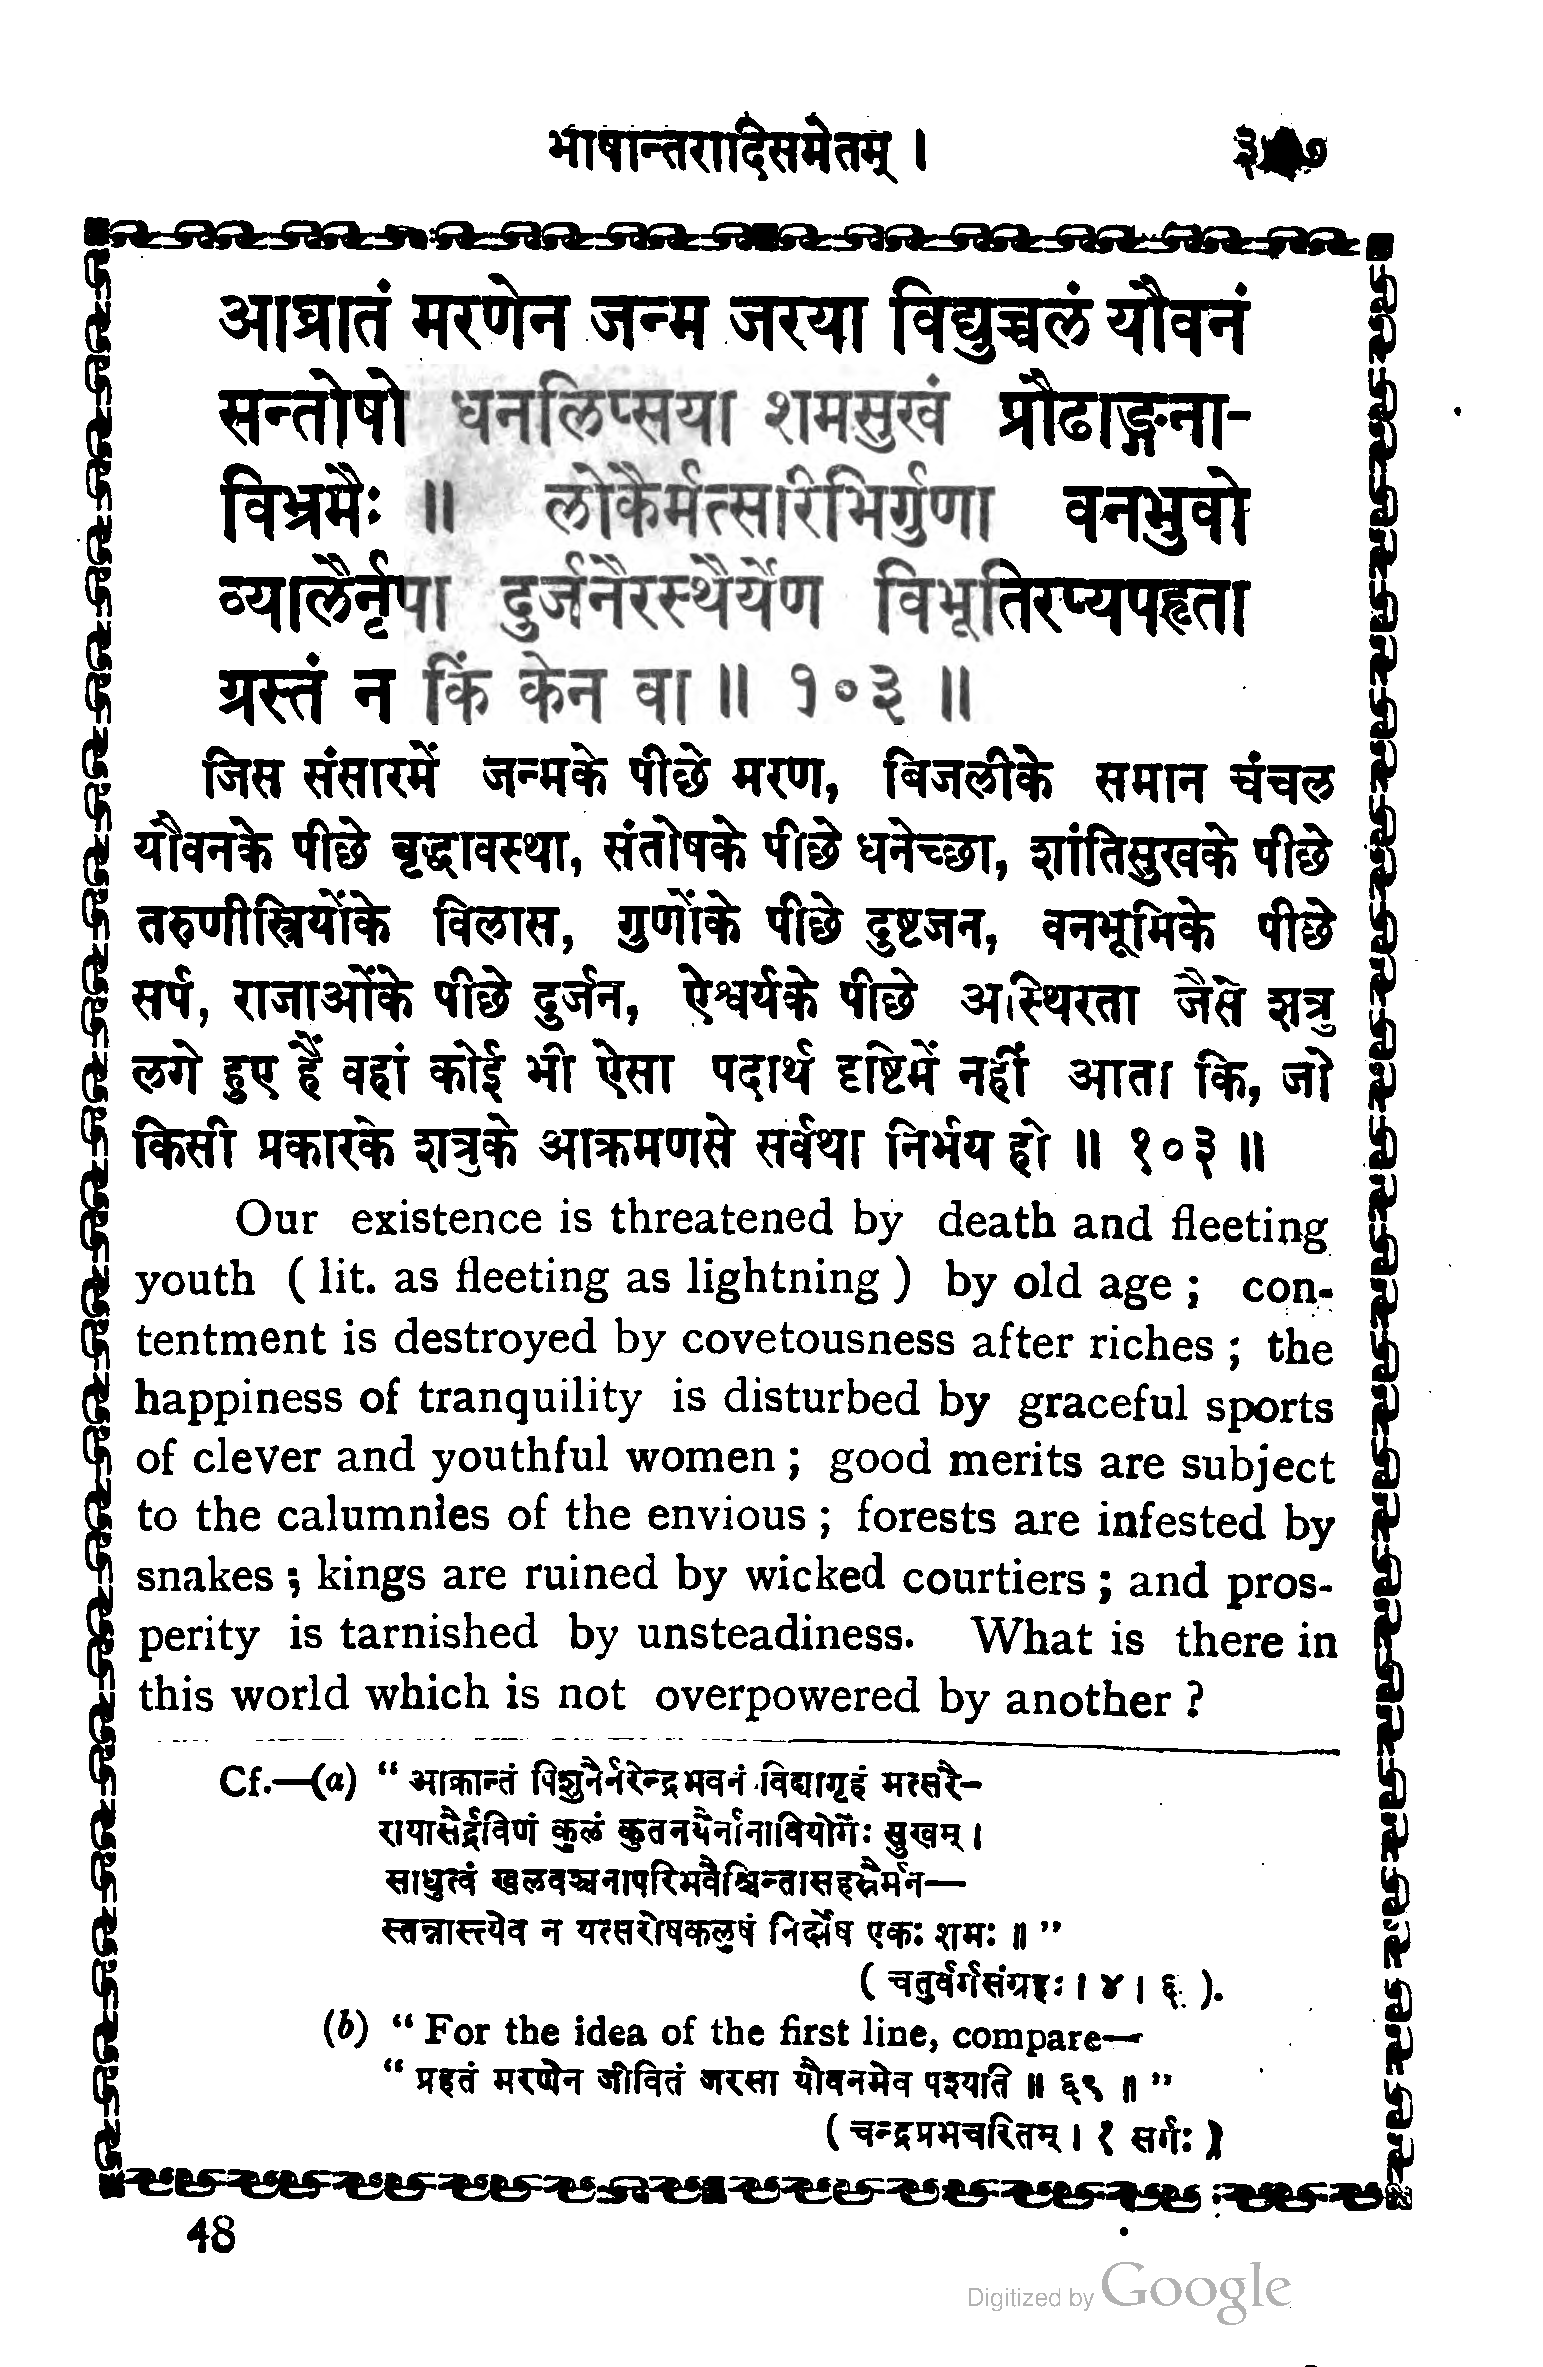 भाषान्तरादिसमेतम् ।
आघ्रातं मरणेन जन्म जरया विद्युच्चलं यौवनं
सन्तोषो धनलिप्सया शमसुखं प्रौढाङ्गना-
विभ्रमैः ॥ लोकैर्मत्सरिभिर्गुणा वनभुवो
व्यालैर्नृपा दुर्जनैरस्थैर्येण विभूतिरप्यपहृता
ग्रस्तं न किं केन वा ॥ १०३ ॥
जिस संसारमें जन्मके पीछे मरण, बिजलीके समान चंचल
यौवनके पीछे बृद्धावस्था, संतोषके पीछे धनेच्छा, शांतिसुखके पीछे
तरुणीस्त्रियोंके विलास, गुणोंके पीछे दुष्टजन, वनभूमिके पीछे
सर्प, राजाओंके पीछे दुर्जन, ऐश्वर्यके पीछे अस्थिरता जैसे शत्रु
लगे हुए हैं वहां कोई भी ऐसा पदार्थ दृष्टिमें नहीं आता कि, जो
किसी प्रकारके शत्रुके आक्रमणसे सर्वथा निर्भय हो ॥ १०३ ॥
Our existence is threatened by death and fleeting
youth ( lit. as fleeting as lightning ) by old age ; con-
tentment is destroyed by covetousness after riches ; the
happiness of tranquility is disturbed by graceful sports
of clever and youthful women ; good merits are subject
to the calumnies of the envious ; forests are infested by
snakes ; kings are ruined by wicked courtiers ; and pros-
perity is tarnished by unsteadiness. What is there in
this world which is not overpowered by another ?
Cf.—(a) “ आक्रान्तं पिशुनैर्नरेन्द्रभवनं विद्यागृहं मत्सरै-
रायासैर्द्रविणं कुलं कुतनयैर्नानावियोगैः सुखम् ।
साधुत्वं खलवञ्चनापरिभवैश्चिन्तासहस्रैर्मन—
स्तन्नास्त्येव न यत्सरोषकलुषं निर्दोष एकः शमः ॥ ”
( चतुर्वर्गसंग्रहः । ४ । ६ ).
(b) “ For the idea of the first line, compare—
“ प्रहतं मरणेन जीवितं जरसा यौवनमेव पश्यति ॥ ६९ ॥ ”
( चन्द्रप्रभचरितम् । १ सर्गः )
48
Digitized by Google